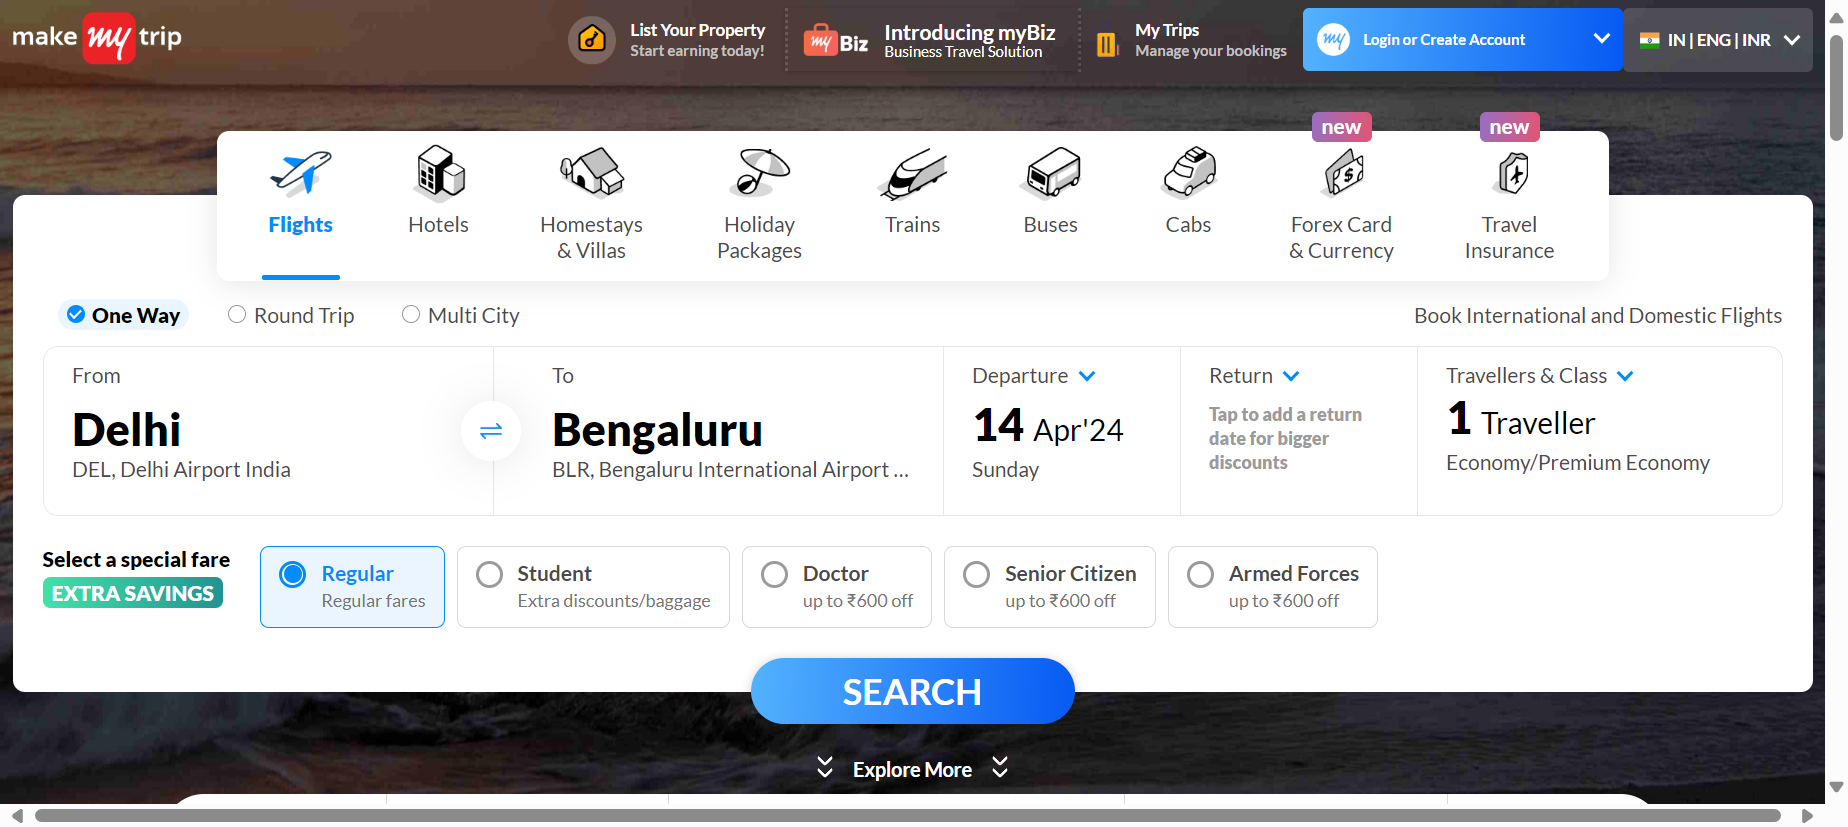 make my trip
List Your Property
Start earning today!
my Biz
Introducing myBiz
Business Travel Solution
My Trips
Manage your bookings
my
Login or Create Account
IN | ENG | INR
new
new
Flights
Hotels
Homestays
& Villas
Holiday
Packages
Trains
Buses
Cabs
Forex Card
& Currency
Travel
Insurance
One Way
Round Trip
Multi City
Book International and Domestic Flights
From
Delhi
DEL, Delhi Airport India
To
Bengaluru
BLR, Bengaluru International Airport ...
Departure
14 Apr'24
Sunday
Return
Tap to add a return
date for bigger
discounts
Travellers & Class
1 Traveller
Economy/Premium Economy
Select a special fare
EXTRA SAVINGS
Regular
Regular fares
Student
Extra discounts/baggage
Doctor
up to ₹600 off
Senior Citizen
up to ₹600 off
Armed Forces
up to ₹600 off
SEARCH
Explore More